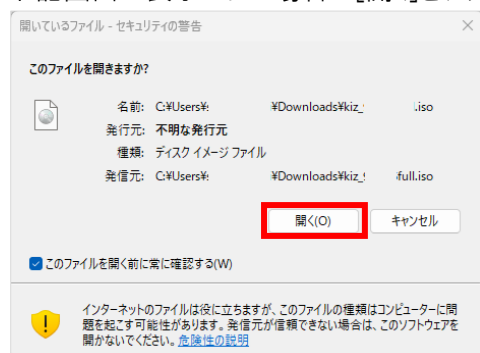 開いているファイル - セキュリティの警告
このファイルを開きますか?
名前: C:¥Users¥: ¥Downloads¥kiz_ .iso
発行元: 不明な発行元
種類: ディスク イメージ ファイル
発信元: C:¥Users¥: ¥Downloads¥kiz_ full.iso
開く(O) キャンセル
このファイルを開く前に常に確認する(W)
インターネットのファイルは役に立ちますが、このファイルの種類はコンピューターに問
題を起こす可能性があります。発信元が信頼できない場合は、このソフトウェアを
開かないでください。危険性の説明